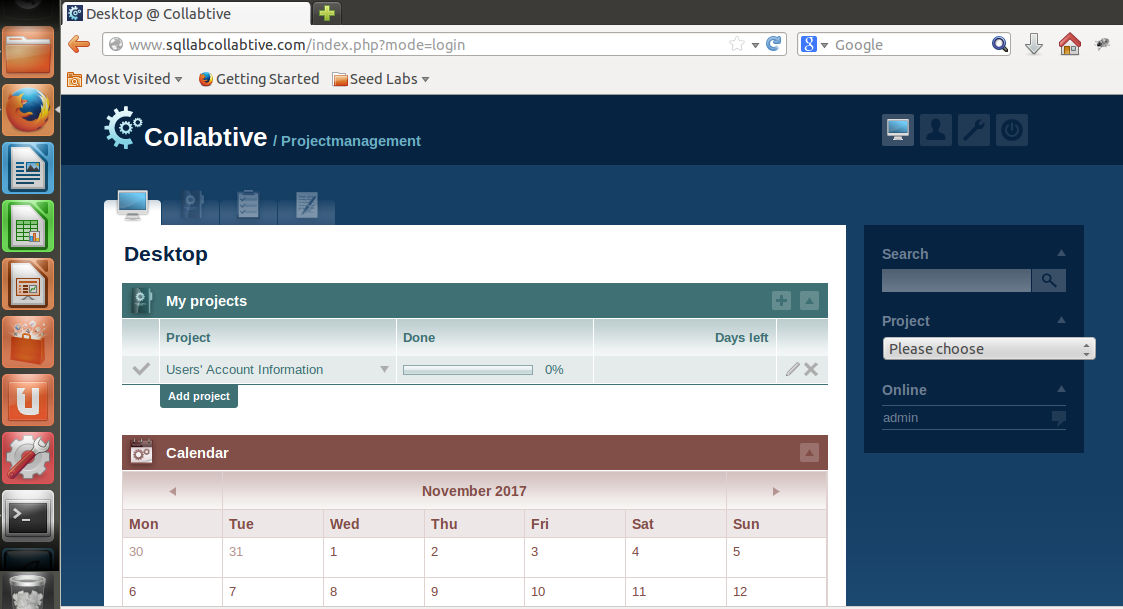 Desktop @ Collabtive
www.sqllabcollabtive.com/index.php?mode=login
8 Google
Most Visited Getting Started Seed Labs
Collabtive / Projectmanagement
Desktop
My projects
Project Done Days left
Users' Account Information 0%
Add project
Calendar
November 2017
Mon Tue Wed Thu Fri Sat Sun
30 31 1 2 3 4 5
6 7 8 9 10 11 12
Search
Project
Please choose
Online
admin